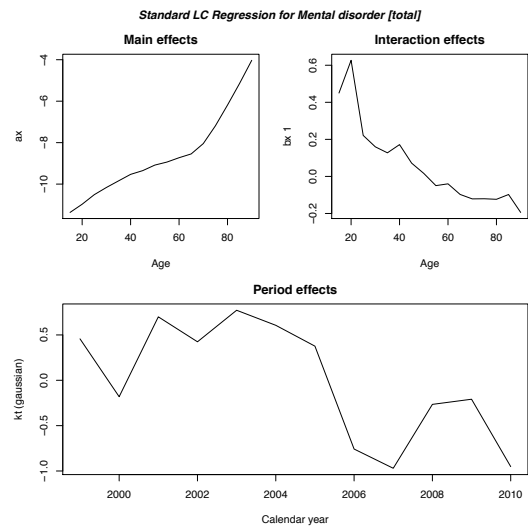 Standard LC Regression for Mental disorder [total]
Main effects
ax
−4
−6
−8
−10
20
40
60
80
Age
Interaction effects
bx 1
0.6
0.4
0.2
0.0
−0.2
20
40
60
80
Age
Period effects
kt (gaussian)
0.5
0.0
−0.5
−1.0
2000
2002
2004
2006
2008
2010
Calendar year